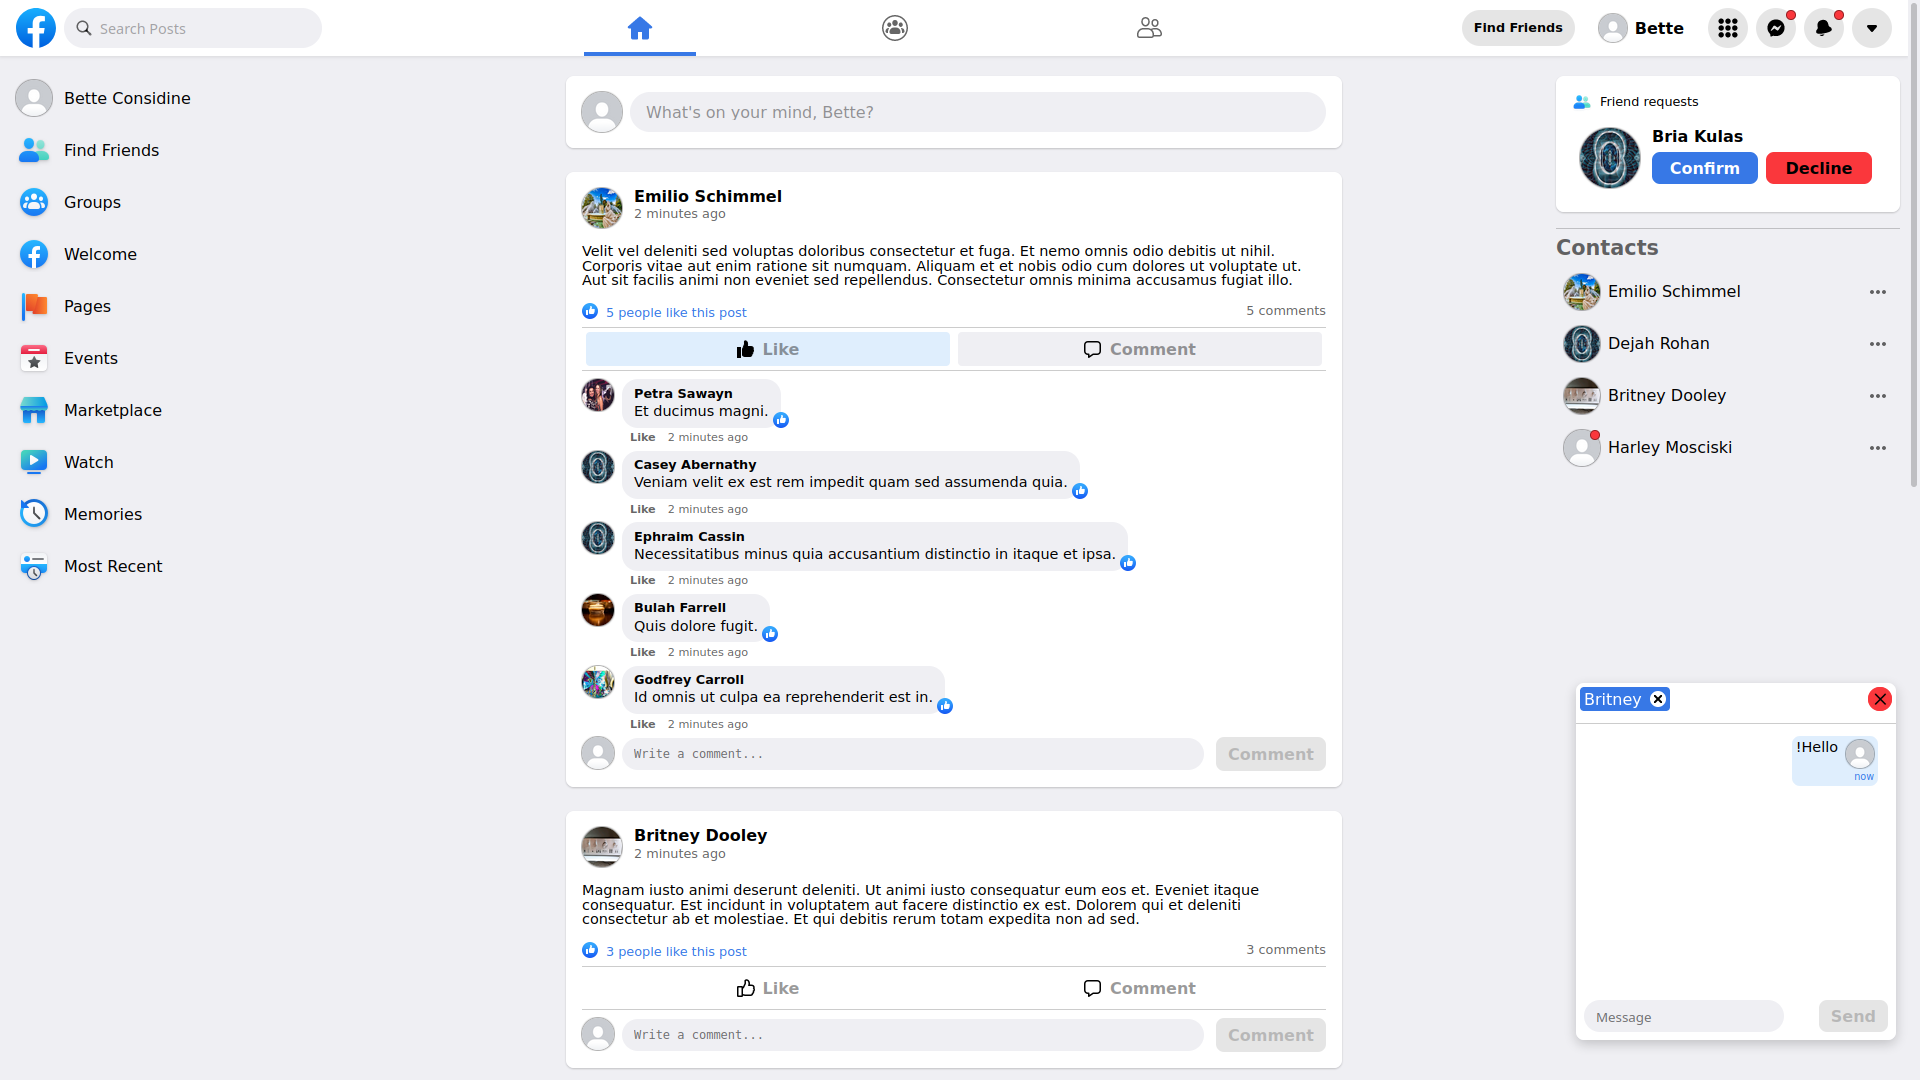 Search Posts
Find Friends
Bette
Bette Considine
Find Friends
Groups
Welcome
Pages
Events
Marketplace
Watch
Memories
Most Recent
What's on your mind, Bette?
Emilio Schimmel
2 minutes ago
Velit vel deleniti sed voluptas doloribus consectetur et fuga. Et nemo omnis odio debitis ut nihil.
Corporis vitae aut enim ratione sit numquam. Aliquam et et nobis odio cum dolores ut voluptate ut.
Aut sit facilis animi non eveniet sed repellendus. Consectetur omnis minima accusamus fugiat illo.
5 people like this post
5 comments
Like
Comment
Petra Sawayn
Et ducimus magni.
Like 2 minutes ago
Casey Abernathy
Veniam velit ex est rem impedit quam sed assumenda quia.
Like 2 minutes ago
Ephraim Cassin
Necessitatibus minus quia accusantium distinctio in itaque et ipsa.
Like 2 minutes ago
Bulah Farrell
Quis dolore fugit.
Like 2 minutes ago
Godfrey Carroll
Id omnis ut culpa ea reprehenderit est in.
Like 2 minutes ago
Write a comment...
Comment
Britney Dooley
2 minutes ago
Magnam iusto animi deserunt deleniti. Ut animi iusto consequatur eum eos et. Eveniet itaque
consequatur. Est incidunt in voluptatem aut facere distinctio ex est. Dolorem qui et deleniti
consectetur ab et molestiae. Et qui debitis rerum totam expedita non ad sed.
3 people like this post
3 comments
Like
Comment
Write a comment...
Comment
Friend requests
Bria Kulas
Confirm
Decline
Contacts
Emilio Schimmel
Dejah Rohan
Britney Dooley
Harley Mosciski
Britney
!Hello
now
Message
Send